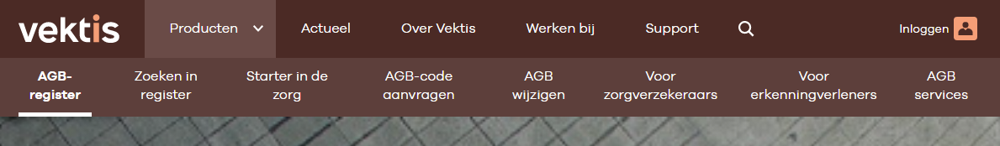 vektis Producten Actueel Over Vektis Werken bij Support Inloggen
AGB- Zoeken in Starter in de AGB-code AGB Voor Voor AGB
register register zorg aanvragen wijzigen zorgverzekeraars erkenningverleners services